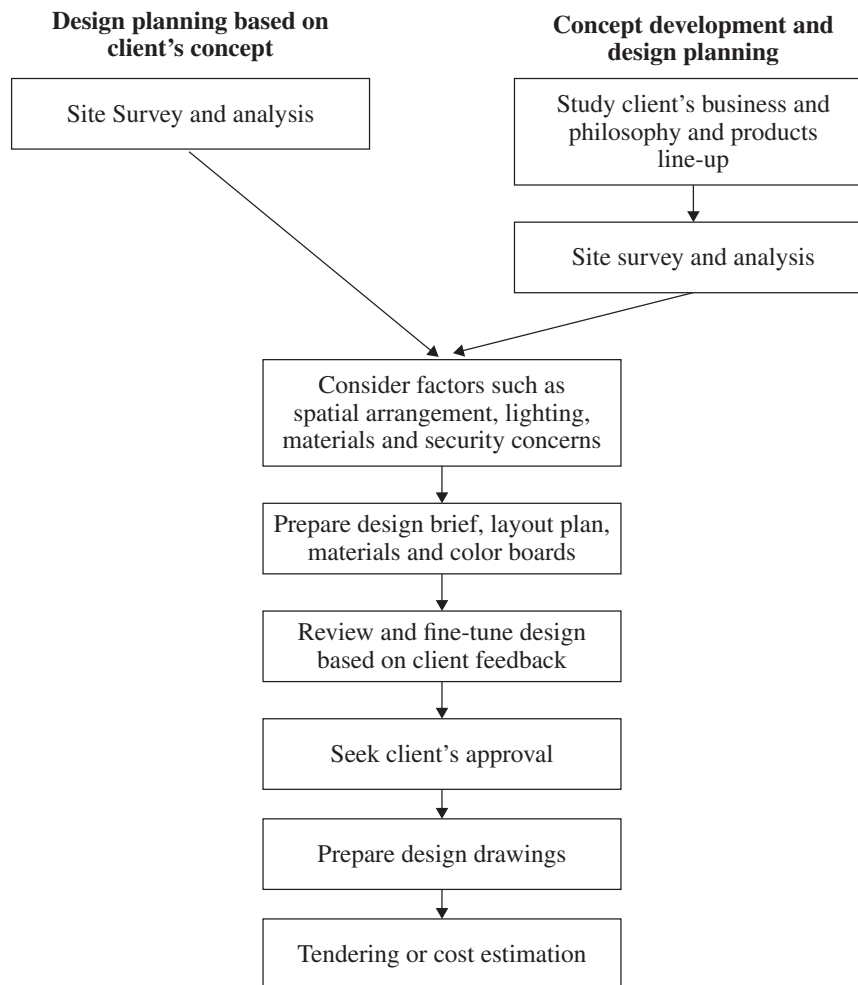 Design planning based on
client's concept
Site Survey and analysis
Concept development and
design planning
Study client's business and
philosophy and products
line-up
Site survey and analysis
Consider factors such as
spatial arrangement, lighting,
materials and security concerns
Prepare design brief, layout plan,
materials and color boards
Review and fine-tune design
based on client feedback
Seek client's approval
Prepare design drawings
Tendering or cost estimation